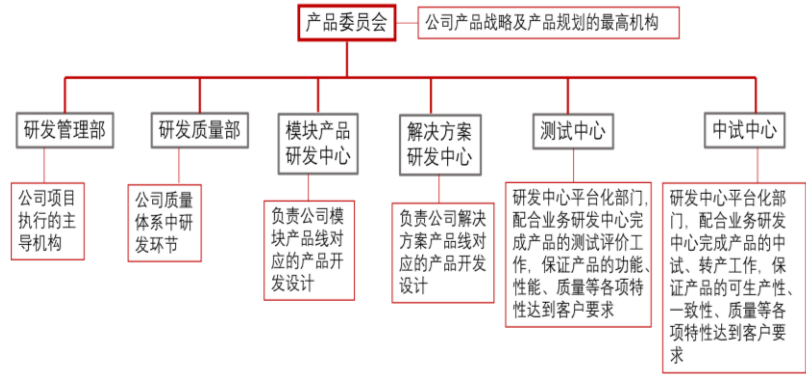 产品委员会
公司产品战略及产品规划的最高机构
研发管理部
研发质量部
模块产品
研发中心
解决方案
研发中心
测试中心
中试中心
公司项目
执行的主
导机构
公司质量
体系中研
发环节
负责公司模
块产品线对
应的产品开
发设计
负责公司解决
方案产品线对
应的产品开发
设计
研发中心平台化部门,
配合业务研发中心完
成产品的测试评价工
作，保证产品的功能、
性能、质量等各项特
性达到客户要求
研发中心平台化部
门，配合业务研发
中心完成产品的中
试、转产工作，保
证产品的可生产性、
一致性、质量等各
项特性达到客户要
求